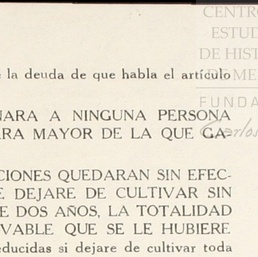 CENTRO
ESTUD
DE HIST
DE ME
FUNDA
Carlos
la deuda de que habla el artículo
NARA A NINGUNA PERSONA
ARA MAYOR DE LA QUE GA-
CIONES QUEDARAN SIN EFEC-
E DEJARE DE CULTIVAR SIN
E DOS AÑOS, LA TOTALIDAD
VABLE QUE SE LE HUBIERE
educidas si dejare de cultivar toda